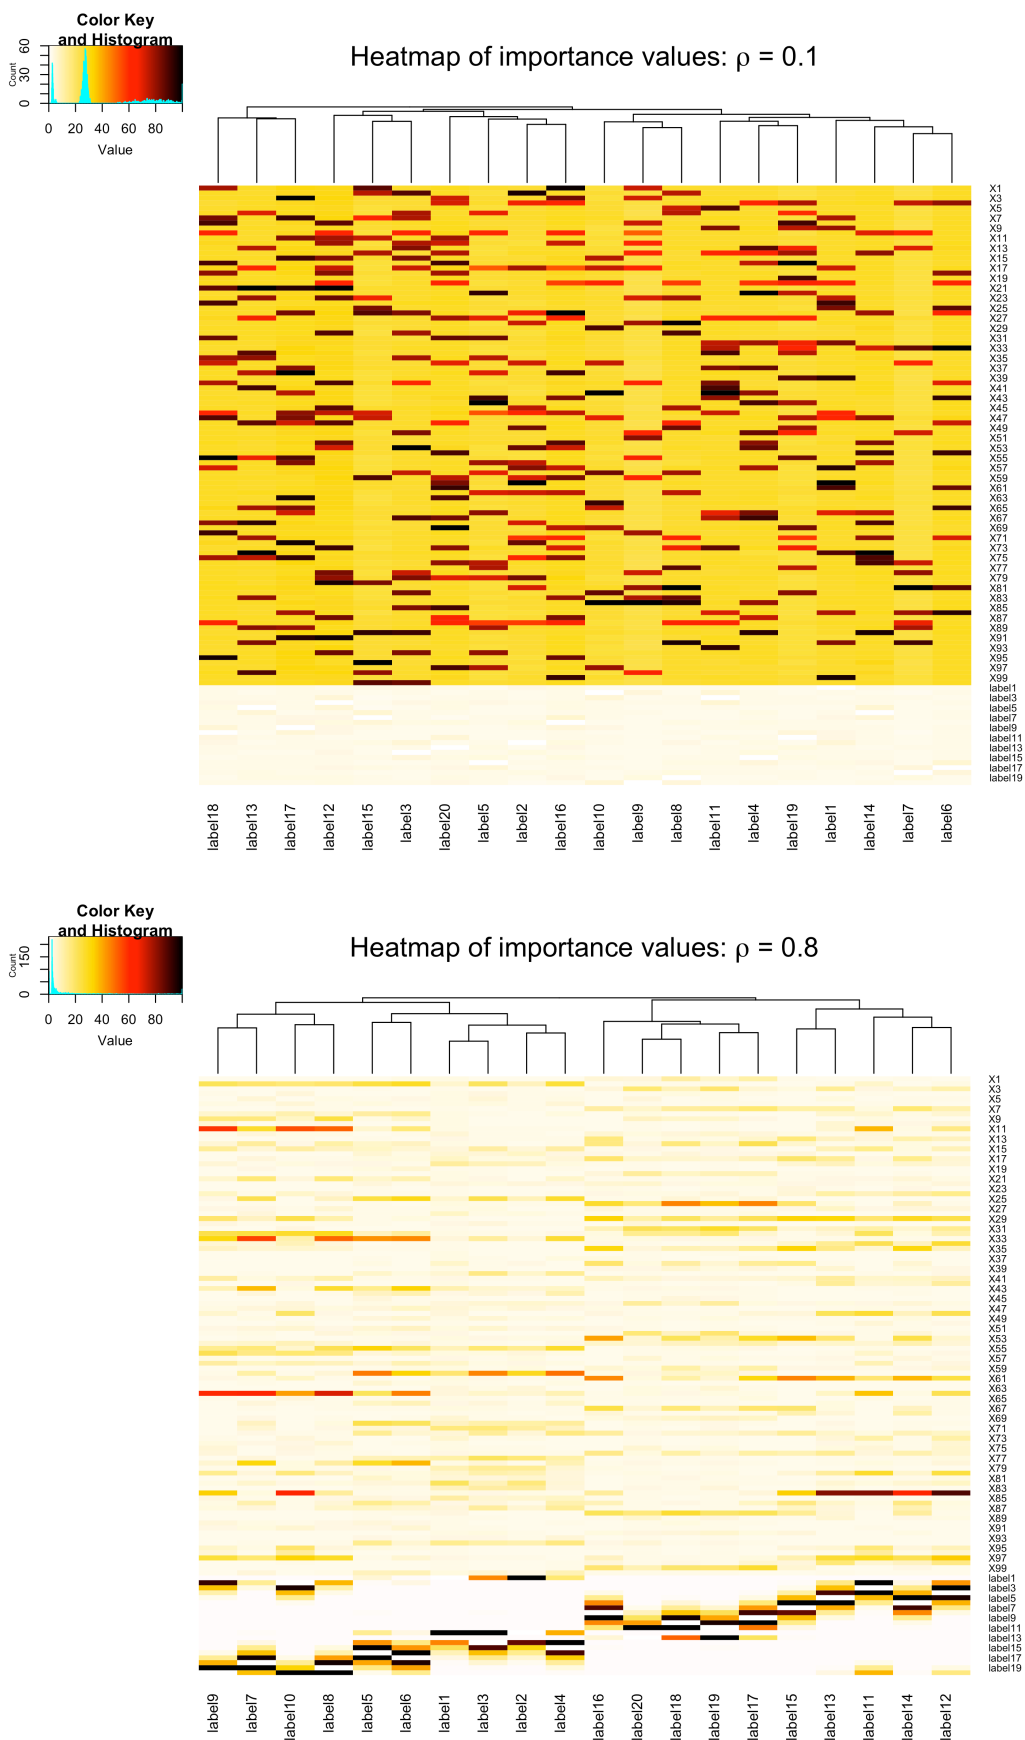 Color Key
and Histogram
Count
0 30 60
0 20 40 60 80
Value
Heatmap of importance values: ρ = 0.1
X1
X3
X5
X7
X9
X11
X13
X15
X17
X19
X21
X23
X25
X27
X29
X31
X33
X35
X37
X39
X41
X43
X45
X47
X49
X51
X53
X55
X57
X59
X61
X63
X65
X67
X69
X71
X73
X75
X77
X79
X81
X83
X85
X87
X89
X91
X93
X95
X97
X99
label1
label3
label5
label7
label9
label11
label13
label15
label17
label19
label18 label13 label17 label12 label15 label3 label20 label5 label2 label16 label10 label9 label8 label11 label4 label19 label1 label14 label7 label6
Color Key
and Histogram
Count
0 150
0 20 40 60 80
Value
Heatmap of importance values: ρ = 0.8
X1
X3
X5
X7
X9
X11
X13
X15
X17
X19
X21
X23
X25
X27
X29
X31
X33
X35
X37
X39
X41
X43
X45
X47
X49
X51
X53
X55
X57
X59
X61
X63
X65
X67
X69
X71
X73
X75
X77
X79
X81
X83
X85
X87
X89
X91
X93
X95
X97
X99
label1
label3
label5
label7
label9
label11
label13
label15
label17
label19
label9 label7 label10 label8 label5 label6 label1 label3 label2 label4 label16 label20 label18 label19 label17 label15 label13 label11 label14 label12